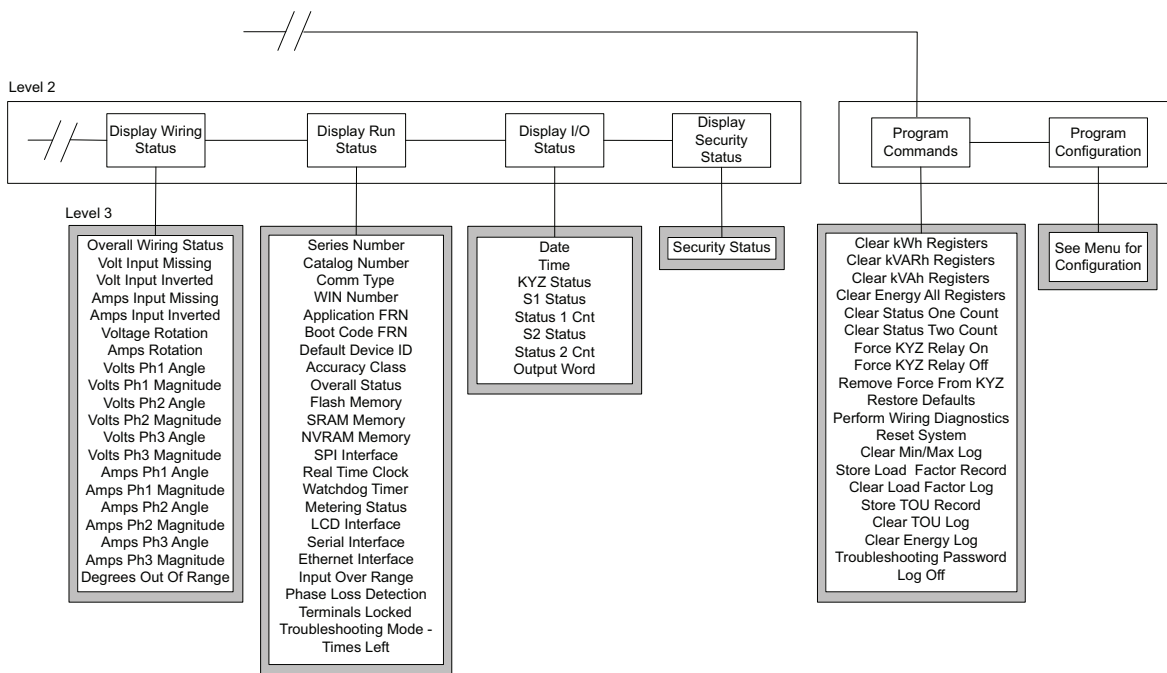 Level 2
Display Wiring
Status
Display Run
Status
Display I/O
Status
Display
Security
Status
Program
Commands
Program
Configuration
Level 3
Overall Wiring Status
Volt Input Missing
Volt Input Inverted
Amps Input Missing
Amps Input Inverted
Voltage Rotation
Amps Rotation
Volts Ph1 Angle
Volts Ph1 Magnitude
Volts Ph2 Angle
Volts Ph2 Magnitude
Volts Ph3 Angle
Volts Ph3 Magnitude
Amps Ph1 Angle
Amps Ph1 Magnitude
Amps Ph2 Angle
Amps Ph2 Magnitude
Amps Ph3 Angle
Amps Ph3 Magnitude
Degrees Out Of Range
Series Number
Catalog Number
Comm Type
WIN Number
Application FRN
Boot Code FRN
Default Device ID
Accuracy Class
Overall Status
Flash Memory
SRAM Memory
NVRAM Memory
SPI Interface
Real Time Clock
Watchdog Timer
Metering Status
LCD Interface
Serial Interface
Ethernet Interface
Input Over Range
Phase Loss Detection
Terminals Locked
Troubleshooting Mode -
Times Left
Date
Time
KYZ Status
S1 Status
Status 1 Cnt
S2 Status
Status 2 Cnt
Output Word
Security Status
Clear kWh Registers
Clear kVARh Registers
Clear kVAh Registers
Clear Energy All Registers
Clear Status One Count
Clear Status Two Count
Force KYZ Relay On
Force KYZ Relay Off
Remove Force From KYZ
Restore Defaults
Perform Wiring Diagnostics
Reset System
Clear Min/Max Log
Store Load Factor Record
Clear Load Factor Log
Store TOU Record
Clear TOU Log
Clear Energy Log
Troubleshooting Password
Log Off
See Menu for
Configuration